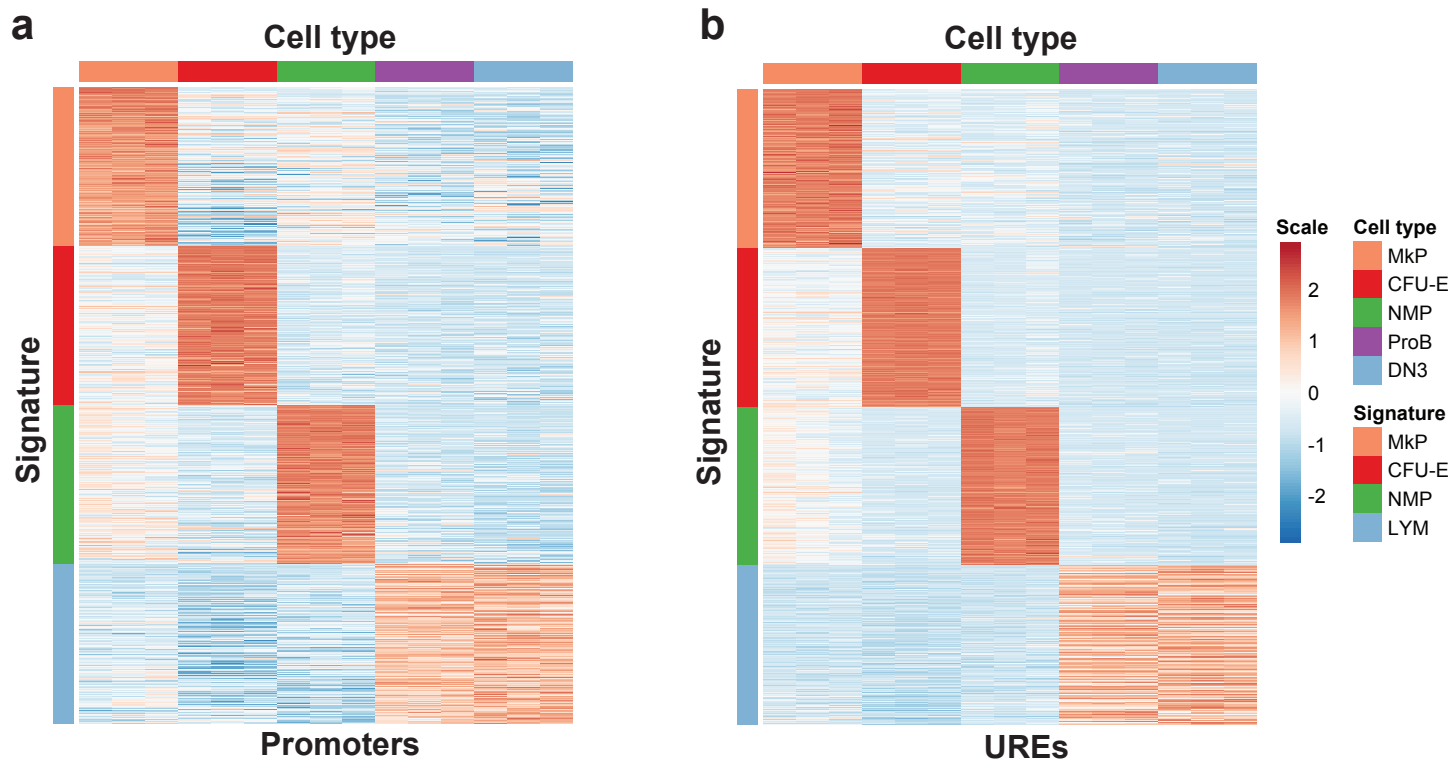 a
Cell type
Signature
Promoters
b
Cell type
Signature
UREs
Scale
2
1
0
-1
-2
Cell type
MkP
CFU-E
NMP
ProB
DN3
Signature
MkP
CFU-E
NMP
LYM